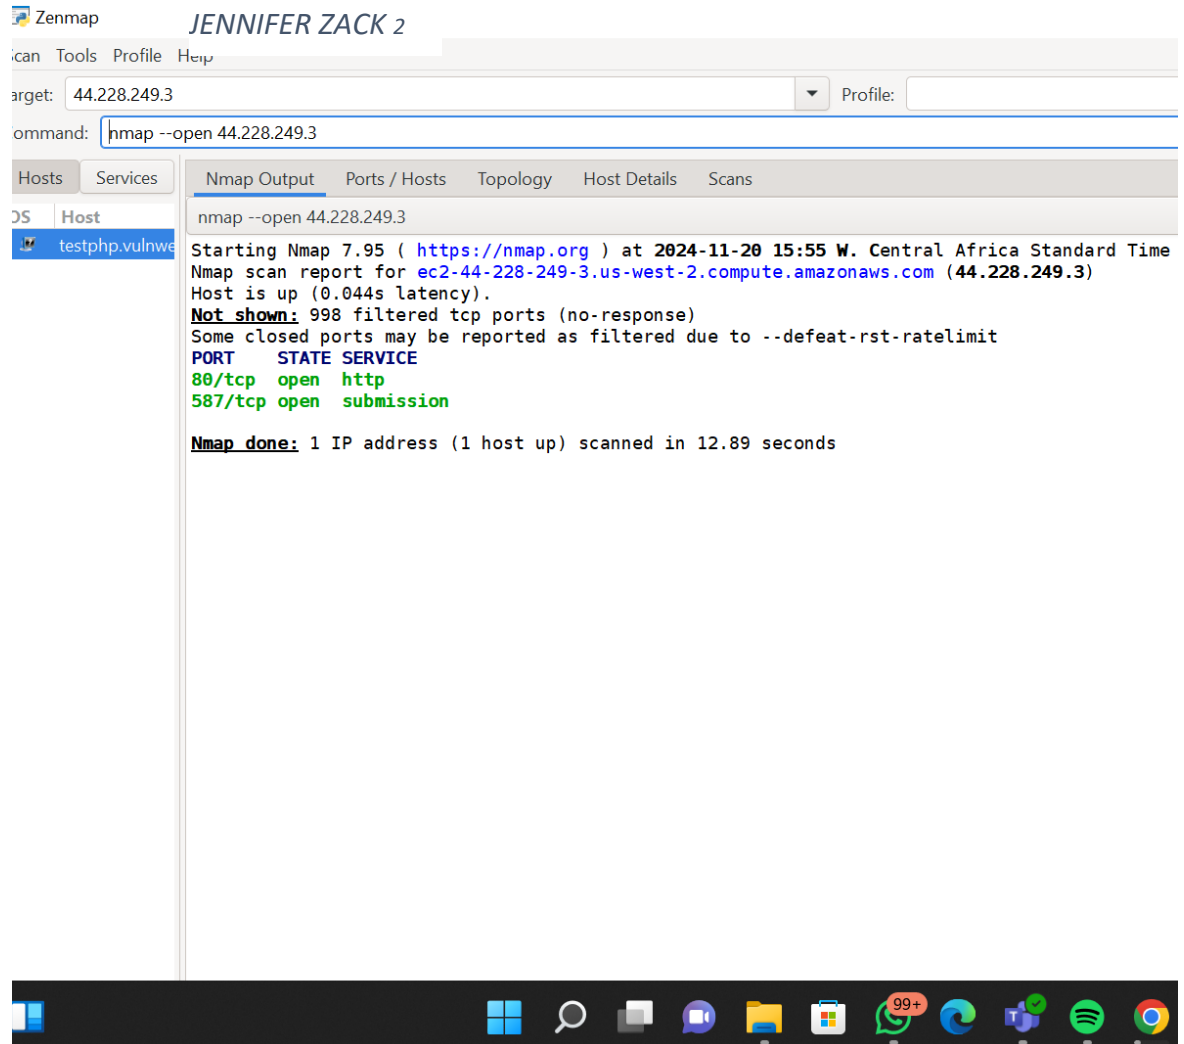 Zenmap
JENNIFER ZACK 2
can Tools Profile Help
arget: 44.228.249.3 Profile:
ommand: nmap --open 44.228.249.3
Hosts Services Nmap Output Ports / Hosts Topology Host Details Scans
OS Host nmap --open 44.228.249.3
testphp.vulnwe
Starting Nmap 7.95 ( https://nmap.org ) at 2024-11-20 15:55 W. Central Africa Standard Time
Nmap scan report for ec2-44-228-249-3.us-west-2.compute.amazonaws.com (44.228.249.3)
Host is up (0.044s latency).
Not shown: 998 filtered tcp ports (no-response)
Some closed ports may be reported as filtered due to --defeat-rst-ratelimit
PORT STATE SERVICE
80/tcp open http
587/tcp open submission
Nmap done: 1 IP address (1 host up) scanned in 12.89 seconds
99+